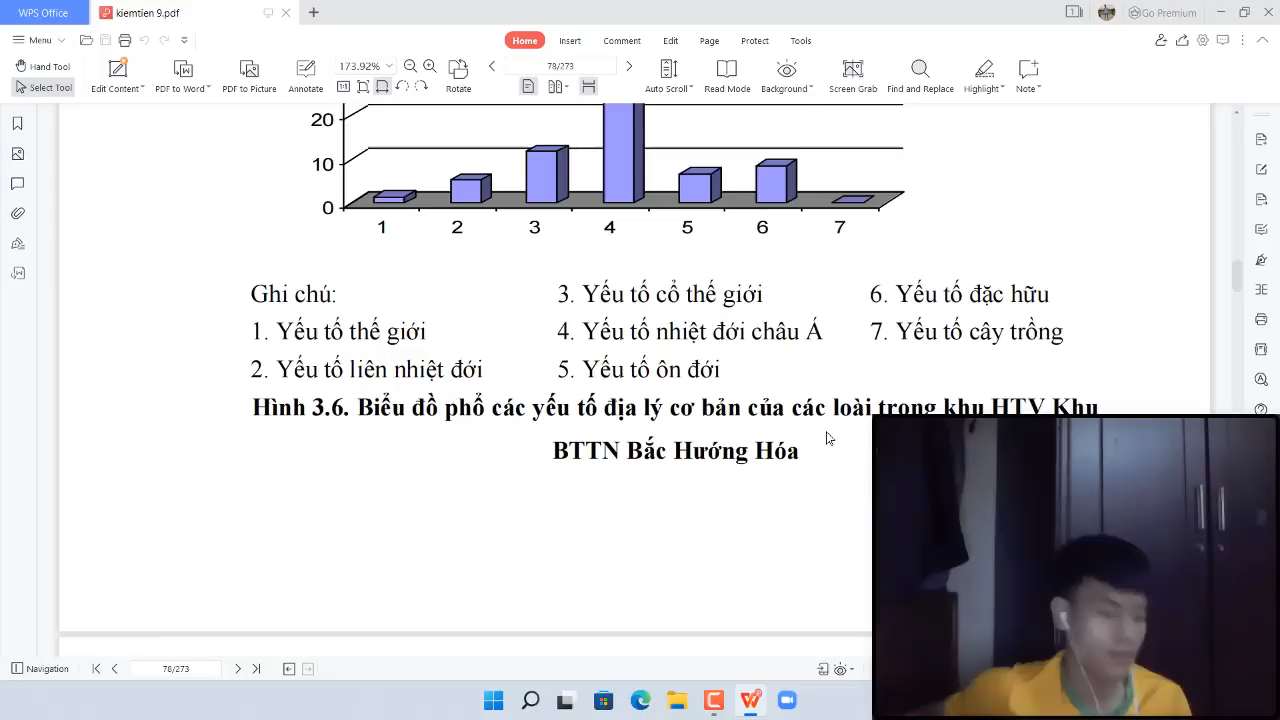 WPS Office kiemtien 9.pdf 1 Go Premium
Menu Home Insert Comment Edit Page Protect Tools
Hand Tool 173.92% 78/273
Select Tool Edit Content PDF to Word PDF to Picture Annotate Rotate Auto Scroll Read Mode Background Screen Grab Find and Replace Highlight Note
20
10
0
1 2 3 4 5 6 7
Ghi chú: 3. Yếu tố cổ thế giới 6. Yếu tố đặc hữu
1. Yếu tố thế giới 4. Yếu tố nhiệt đới châu Á 7. Yếu tố cây trồng
2. Yếu tố liên nhiệt đới 5. Yếu tố ôn đới
Hình 3.6. Biểu đồ phổ các yếu tố địa lý cơ bản của các loài trong khu HTV Khu
BTTN Bắc Hướng Hóa
Navigation 78/273